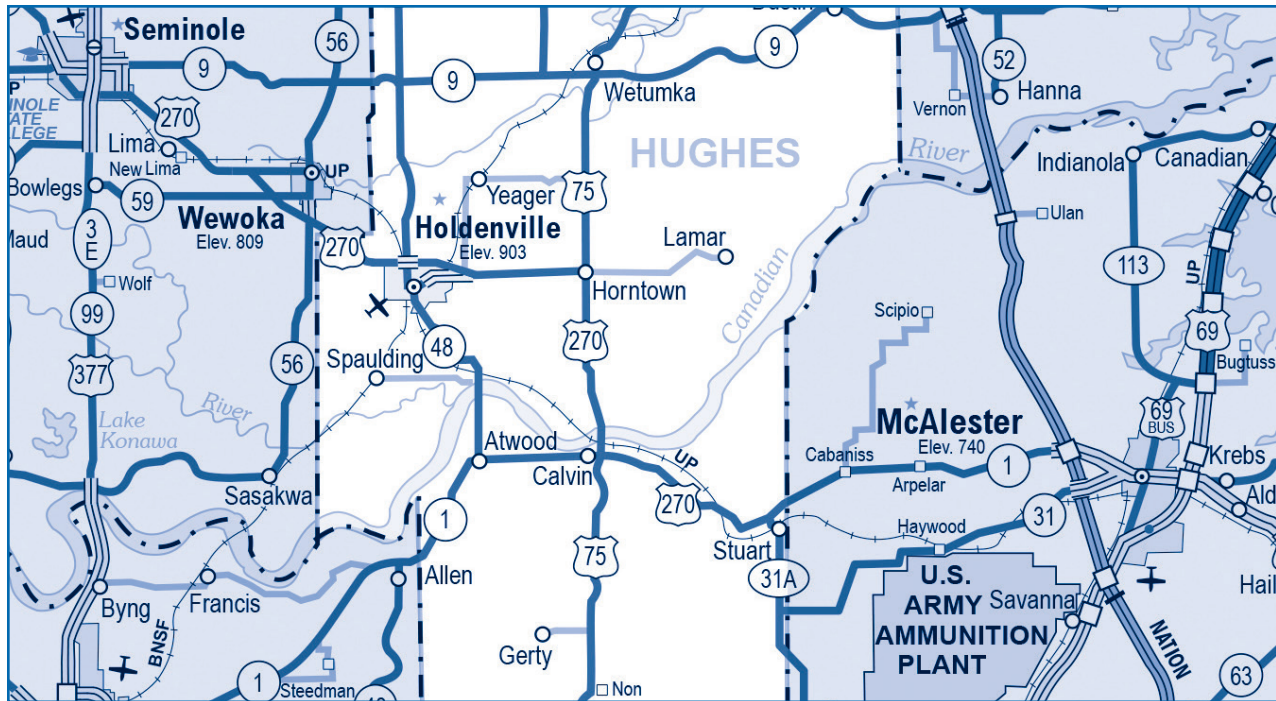 Seminole
56
9
9
9
52
Wetumka
Hanna
Vernon
270
Lima
New Lima
UP
HUGHES
River
Indianola
Canadian
Bowlegs
59
Wewoka
Elev. 809
Yeager
75
Ulan
3
E
Maud
270
Holdenville
Elev. 903
Lamar
113
UP
Wolf
Horntown
Canadian
99
Scipio
69
377
56
Spaulding
48
270
Bugtuss
Lake
Konawa
River
McAlester
Elev. 740
69
BUS
Atwood
Calvin
UP
Cabaniss
Arpelar
1
Krebs
Sasakwa
270
Ald
1
Haywood
31
Stuart
75
31A
Allen
Byng
Francis
U.S.
ARMY
AMMUNITION
PLANT
Savanna
Hail
BNSF
Gerty
NATION
1
Steedman
Non
63